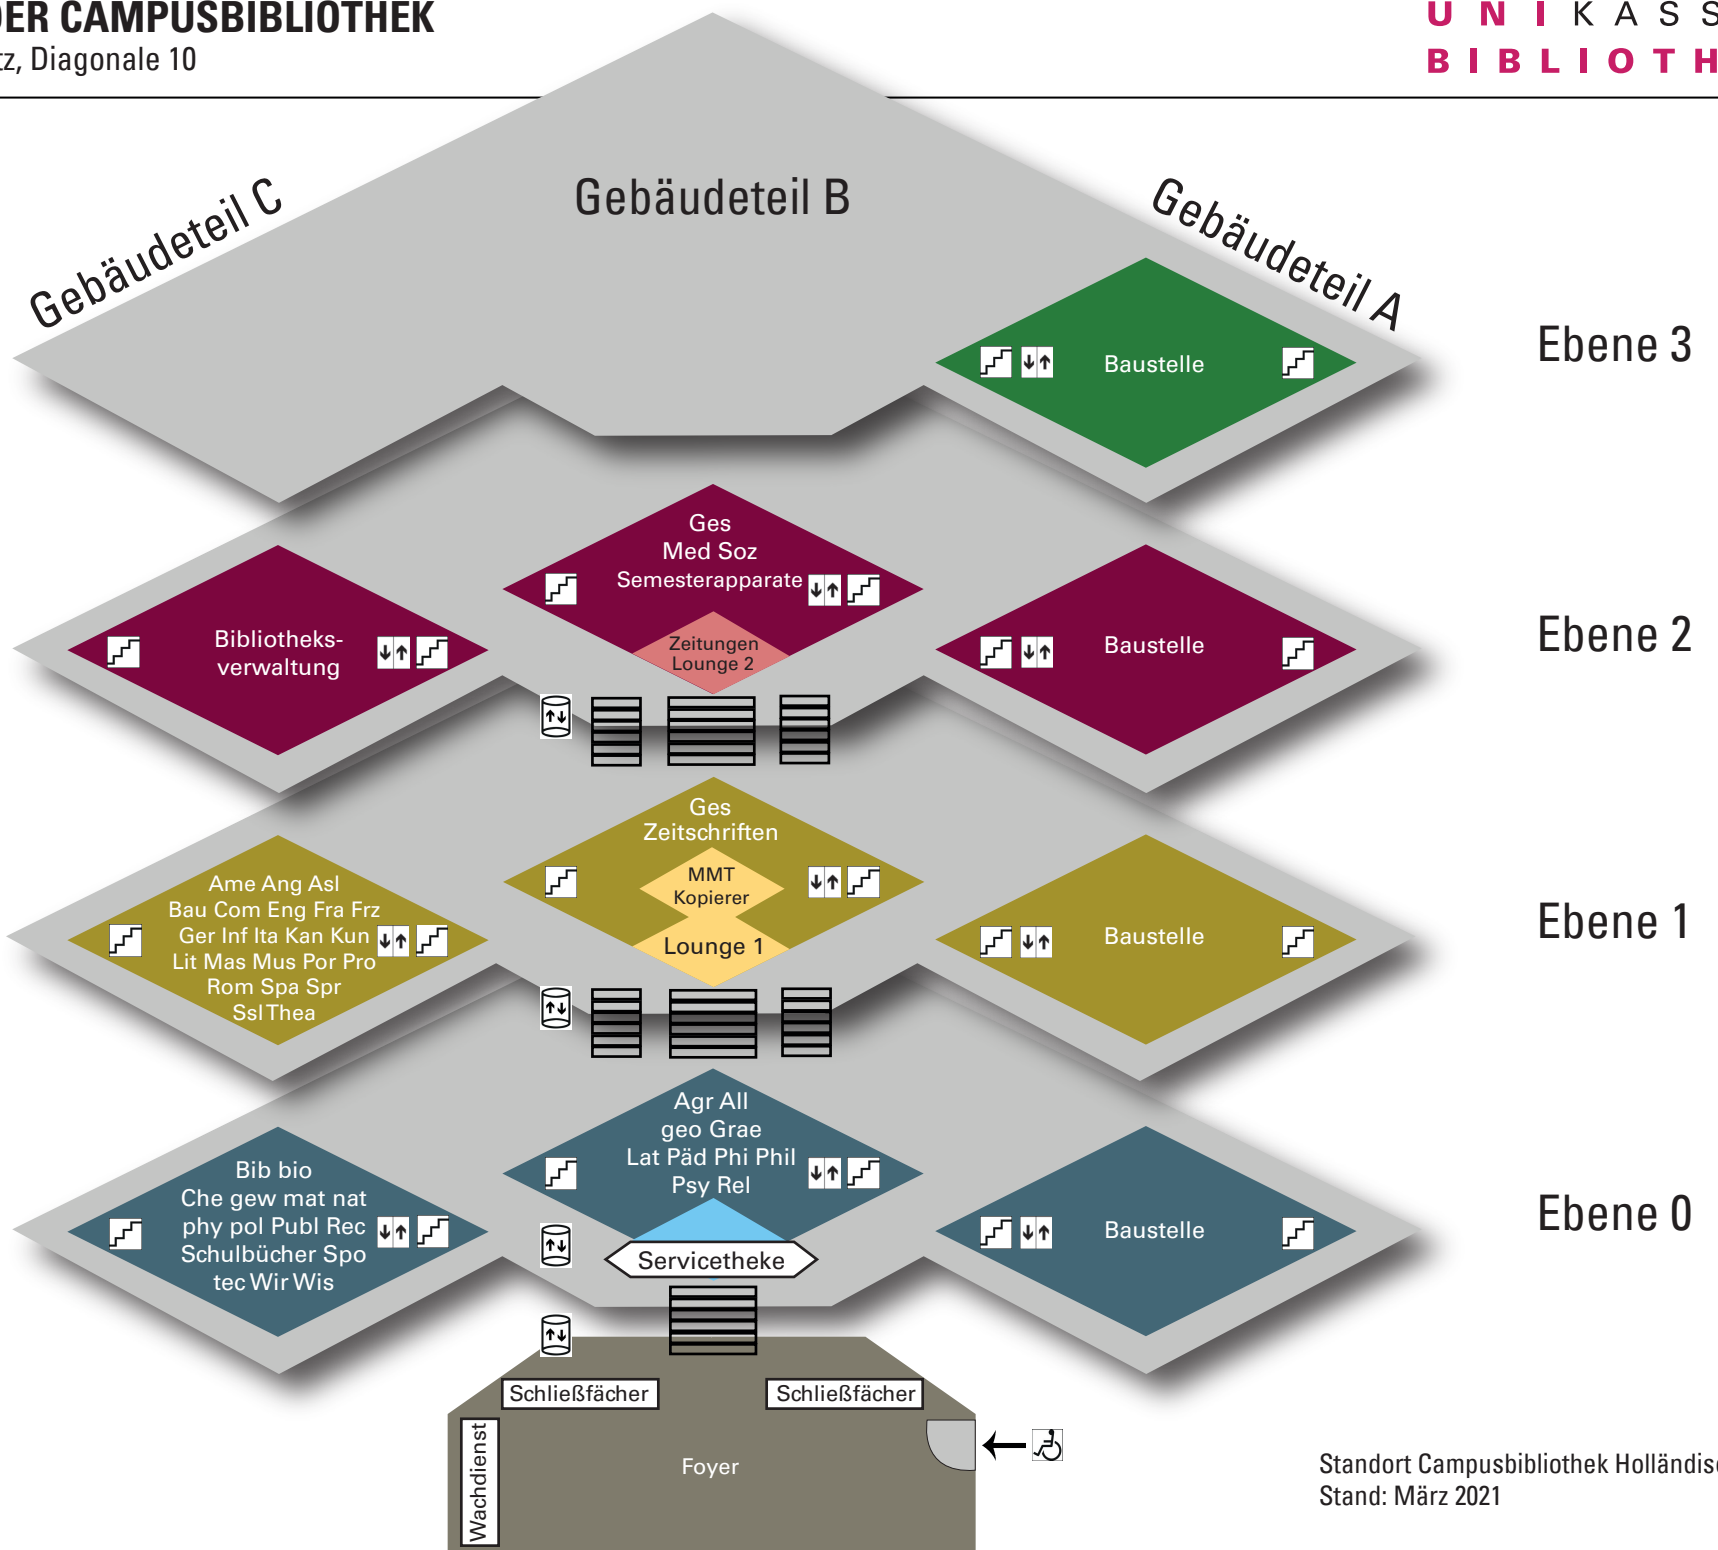 DER CAMPUSBIBLIOTHEK
tz, Diagonale 10
UNIKASS
BIBLIOTH
Gebäudeteil C
Gebäudeteil B
Gebäudeteil A
Baustelle
Ebene 3
Ges
Med Soz
Semesterapparate
Zeitungen
Lounge 2
Bibliotheks-
verwaltung
Baustelle
Ebene 2
Ges
Zeitschriften
MMT
Kopierer
Lounge 1
Ame Ang Asl
Bau Com Eng Fra Frz
Ger Inf Ita Kan Kun
Lit Mas Mus Por Pro
Rom Spa Spr
Ssl Thea
Baustelle
Ebene 1
Agr All
geo Grae
Lat Päd Phi Phil
Psy Rel
Servicetheke
Bib bio
Che gew mat nat
phy pol Publ Rec
Schulbücher Spo
tec Wir Wis
Baustelle
Ebene 0
Schließfächer
Schließfächer
Wachdienst
Foyer
Standort Campusbibliothek Holländis
Stand: März 2021